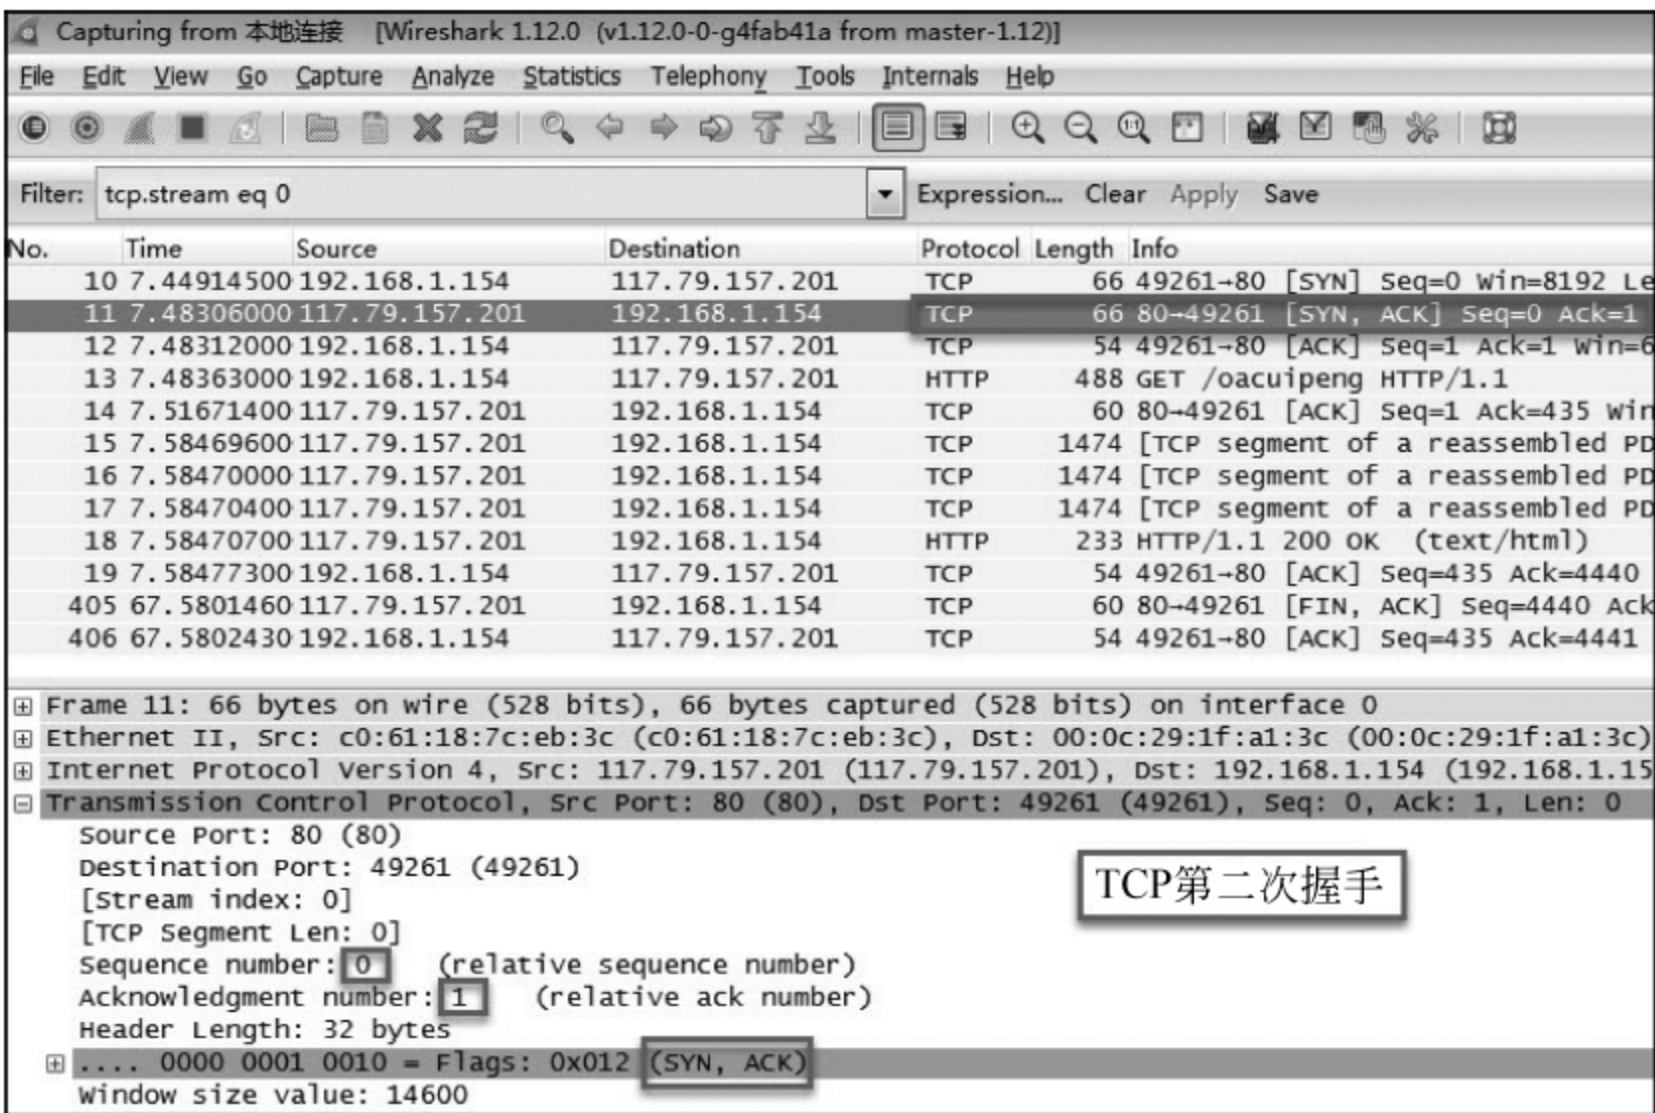 Capturing from 本地连接 [Wireshark 1.12.0 (v1.12.0-0-g4fab41a from master-1.12)]
File Edit View Go Capture Analyze Statistics Telephony Tools Internals Help
Filter: tcp.stream eq 0 Expression... Clear Apply Save
No. Time Source Destination Protocol Length Info
10 7.44914500 192.168.1.154 117.79.157.201 TCP 66 49261→80 [SYN] Seq=0 Win=8192 Le
11 7.48306000 117.79.157.201 192.168.1.154 TCP 66 80→49261 [SYN, ACK] Seq=0 Ack=1
12 7.48312000 192.168.1.154 117.79.157.201 TCP 54 49261→80 [ACK] Seq=1 Ack=1 Win=6
13 7.48363000 192.168.1.154 117.79.157.201 HTTP 488 GET /oacuipeng HTTP/1.1
14 7.51671400 117.79.157.201 192.168.1.154 TCP 60 80→49261 [ACK] Seq=1 Ack=435 Win
15 7.58469600 117.79.157.201 192.168.1.154 TCP 1474 [TCP segment of a reassembled PD
16 7.58470000 117.79.157.201 192.168.1.154 TCP 1474 [TCP segment of a reassembled PD
17 7.58470400 117.79.157.201 192.168.1.154 TCP 1474 [TCP segment of a reassembled PD
18 7.58470700 117.79.157.201 192.168.1.154 HTTP 233 HTTP/1.1 200 OK (text/html)
19 7.58477300 192.168.1.154 117.79.157.201 TCP 54 49261→80 [ACK] Seq=435 Ack=4440
405 67.5801460 117.79.157.201 192.168.1.154 TCP 60 80→49261 [FIN, ACK] Seq=4440 Ack
406 67.5802430 192.168.1.154 117.79.157.201 TCP 54 49261→80 [ACK] Seq=435 Ack=4441
Frame 11: 66 bytes on wire (528 bits), 66 bytes captured (528 bits) on interface 0
Ethernet II, Src: c0:61:18:7c:eb:3c (c0:61:18:7c:eb:3c), Dst: 00:0c:29:1f:a1:3c (00:0c:29:1f:a1:3c)
Internet Protocol Version 4, Src: 117.79.157.201 (117.79.157.201), Dst: 192.168.1.154 (192.168.1.15
Transmission Control Protocol, Src Port: 80 (80), Dst Port: 49261 (49261), Seq: 0, Ack: 1, Len: 0
Source Port: 80 (80)
Destination Port: 49261 (49261)
TCP第二次握手
[Stream index: 0]
[TCP Segment Len: 0]
Sequence number: 0 (relative sequence number)
Acknowledgment number: 1 (relative ack number)
Header Length: 32 bytes
.... 0000 0001 0010 = Flags: 0x012 (SYN, ACK)
Window size value: 14600